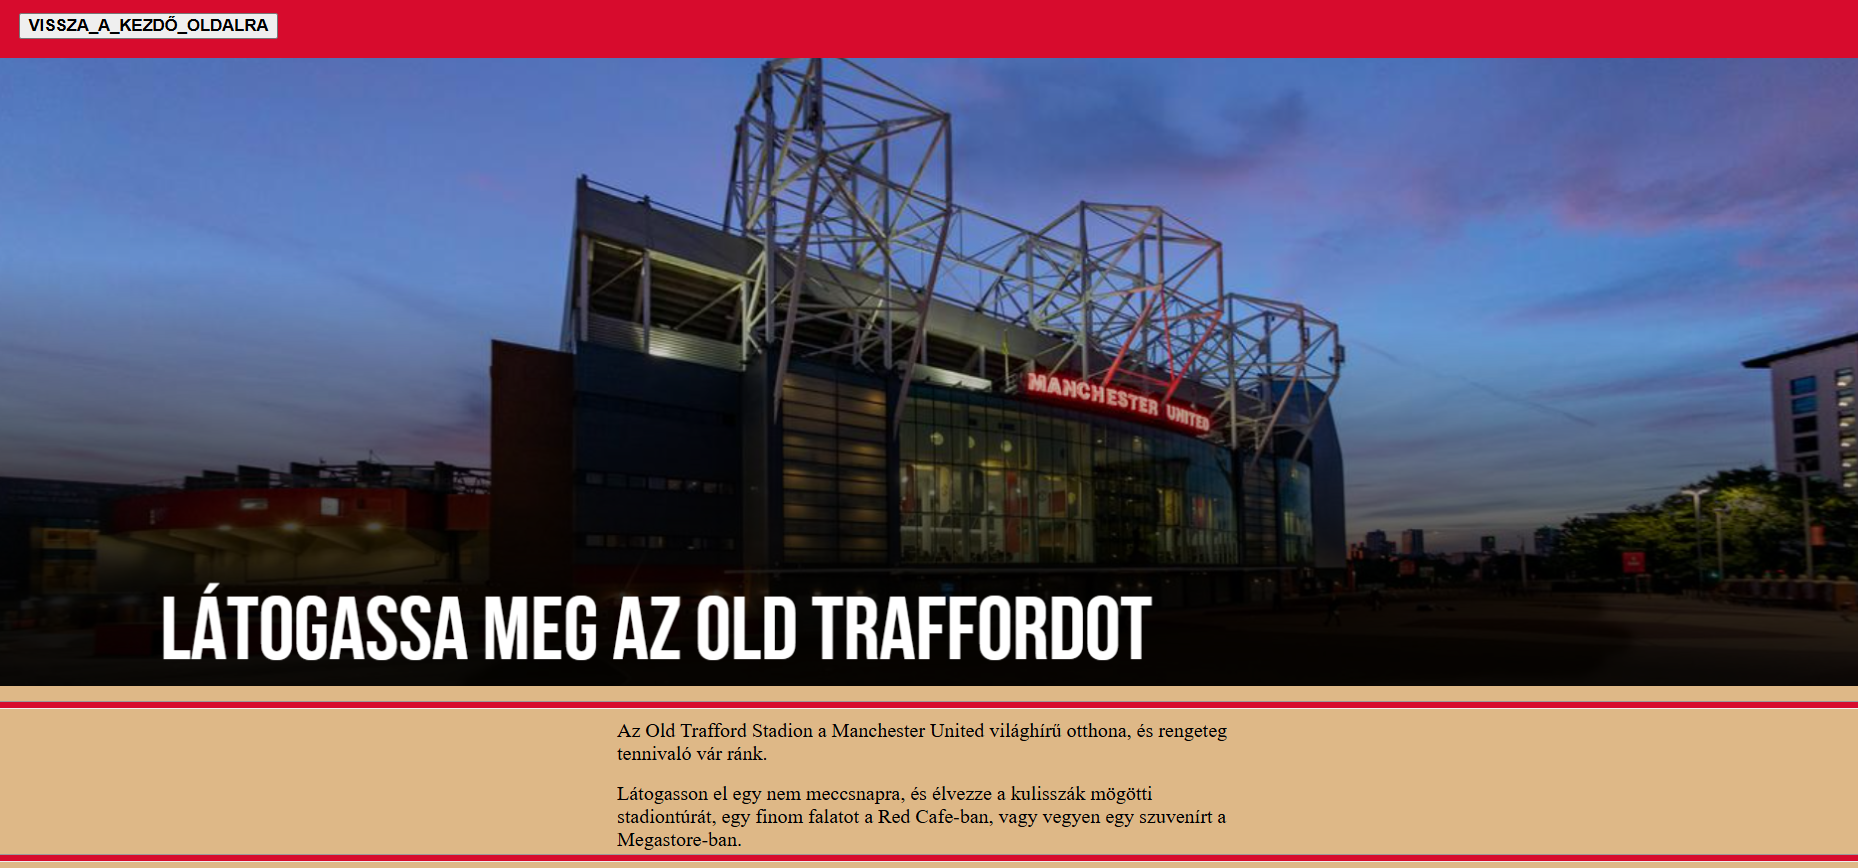 VISSZA_A_KEZDŐ_OLDALRA
MANCHESTER UNITED
LÁTOGASSA MEG AZ OLD TRAFFORDOT
Az Old Trafford Stadion a Manchester United világhírű otthona, és rengeteg
tennivaló vár ránk.
Látogasson el egy nem meccsnapra, és élvezze a kulisszák mögötti
stadiontúrát, egy finom falatot a Red Cafe-ban, vagy vegyen egy szuvenírt a
Megastore-ban.